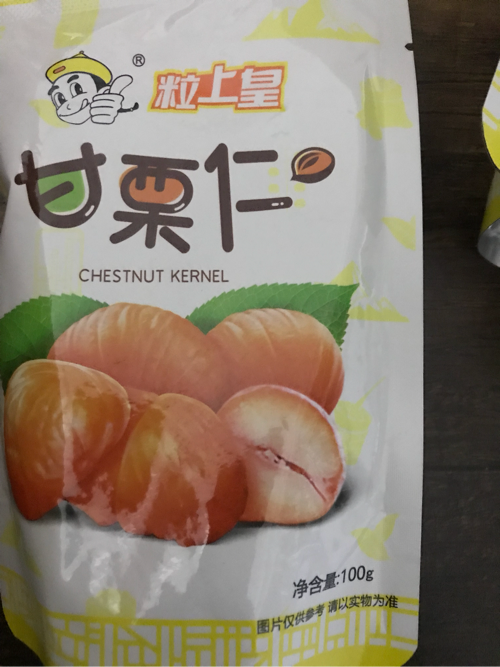 ®
粒上皇
甘栗仁
CHESTNUT KERNEL
净含量:100g
图片仅供参考 请以实物为准